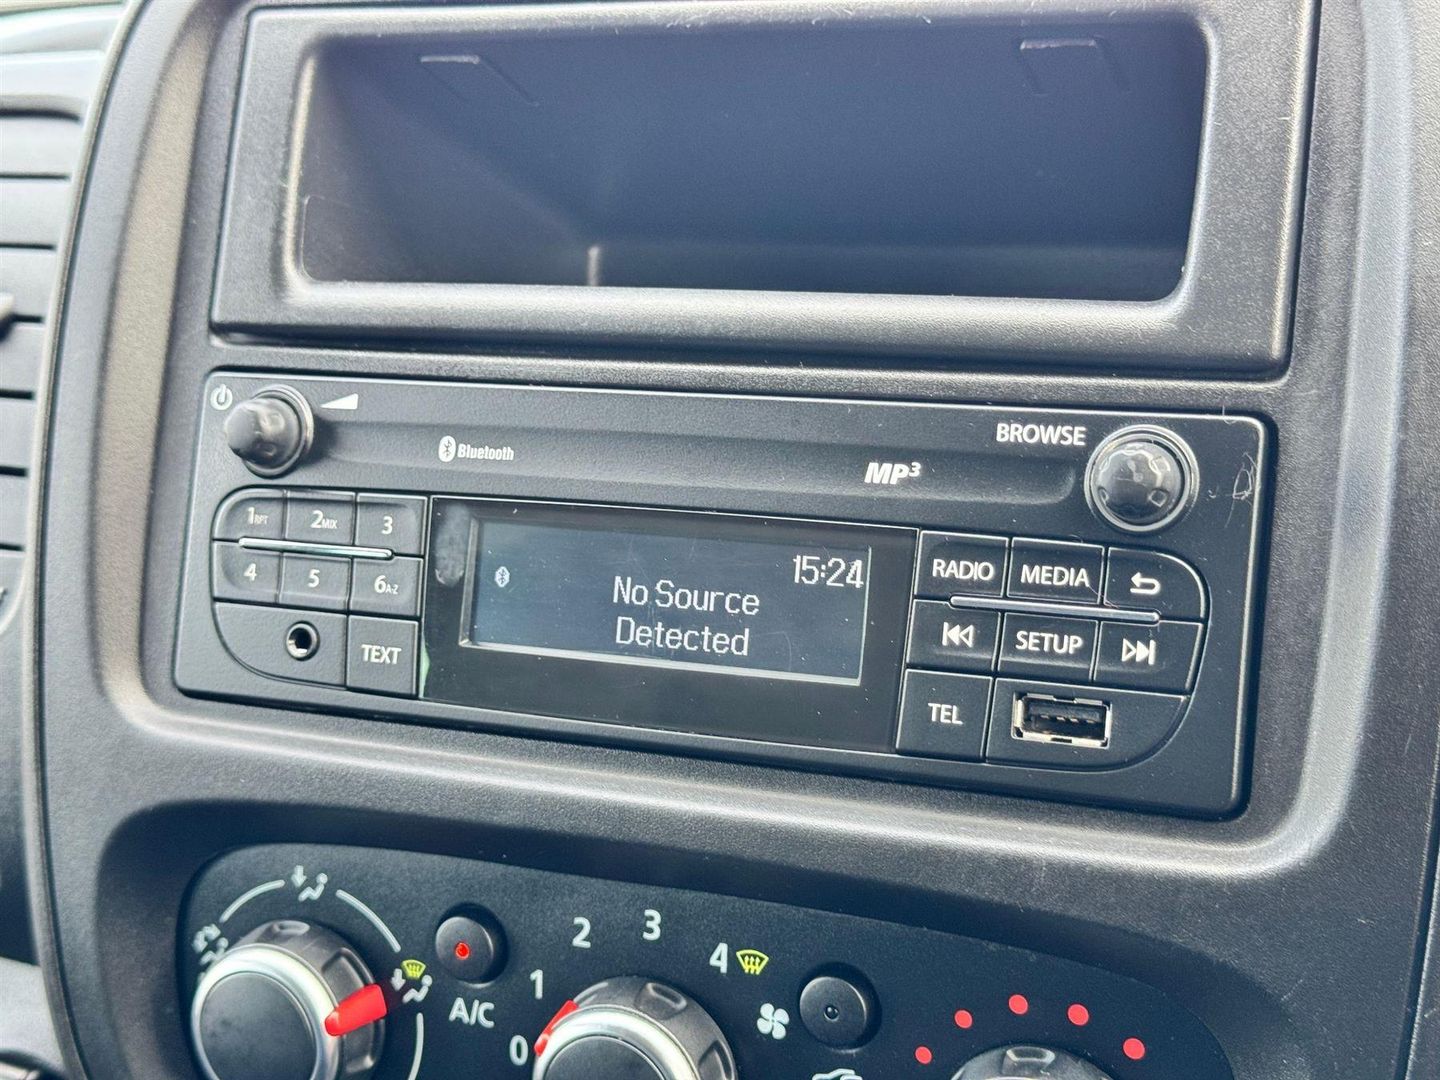 BROWSE
Bluetooth
MP3
1RPT 2MIX 3
4 5 6A-Z
TEXT
15:24
No Source
Detected
RADIO MEDIA
SETUP
TEL
A/C
0 1 2 3 4